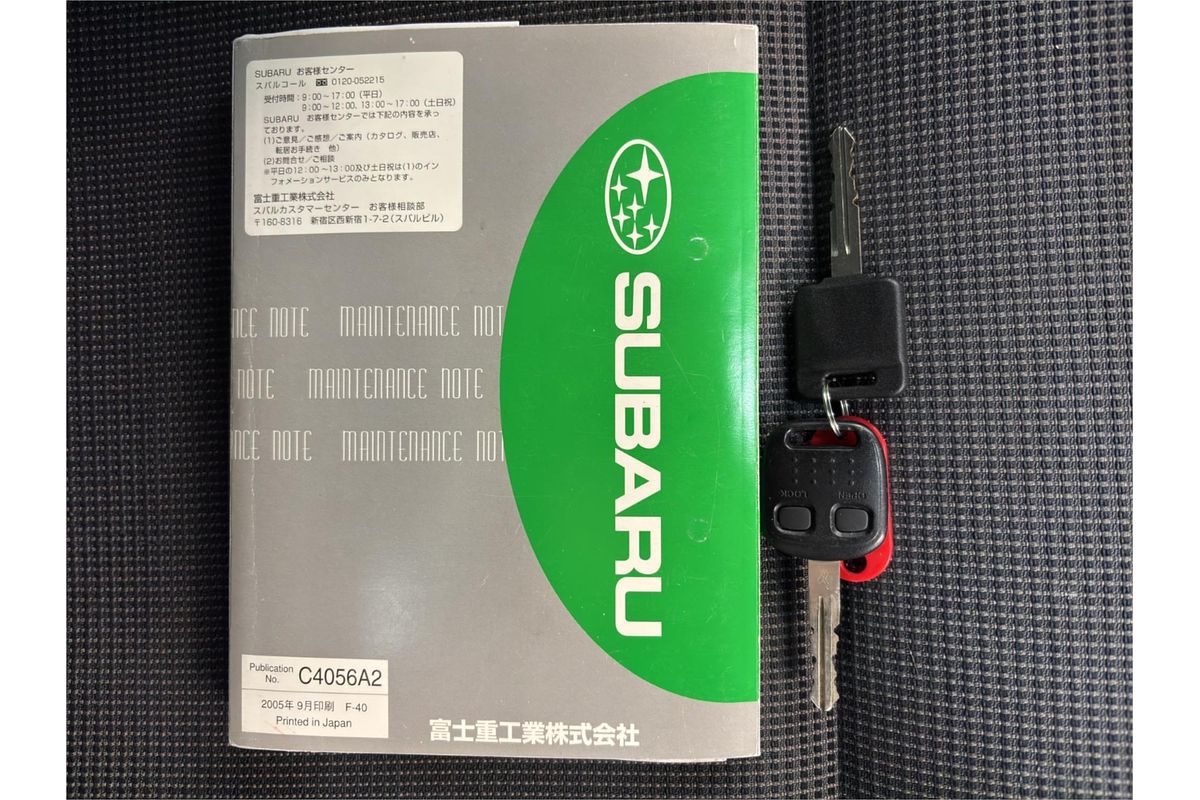 SUBARU お客様センター
スバルコール 0120-052215
受付時間：9：00～17：00（平日）
9：00～12：00、13：00～17：00（土日祝）
SUBARU お客様センターでは下記の内容を承っ
ております。
(1)ご意見／ご感想／ご案内（カタログ、販売店、
転居お手続き 他）
(2)お問合せ／ご相談
※平日の12：00～13：00及び土日祝は(1)のイン
フォメーションサービスのみとなります。
富士重工業株式会社
スバルカスタマーセンター お客様相談部
〒160-8316 新宿区西新宿1-7-2(スバルビル)
SUBARU
NCE NOTE MAINTENANCE NOT
NOTE MAINTENANCE NOTE
NCE NOTE MAINTENANCE NOT
LOCK OPEN
Publication No. C4056A2
2005年 9月印刷 F-40
Printed in Japan
富士重工業株式会社